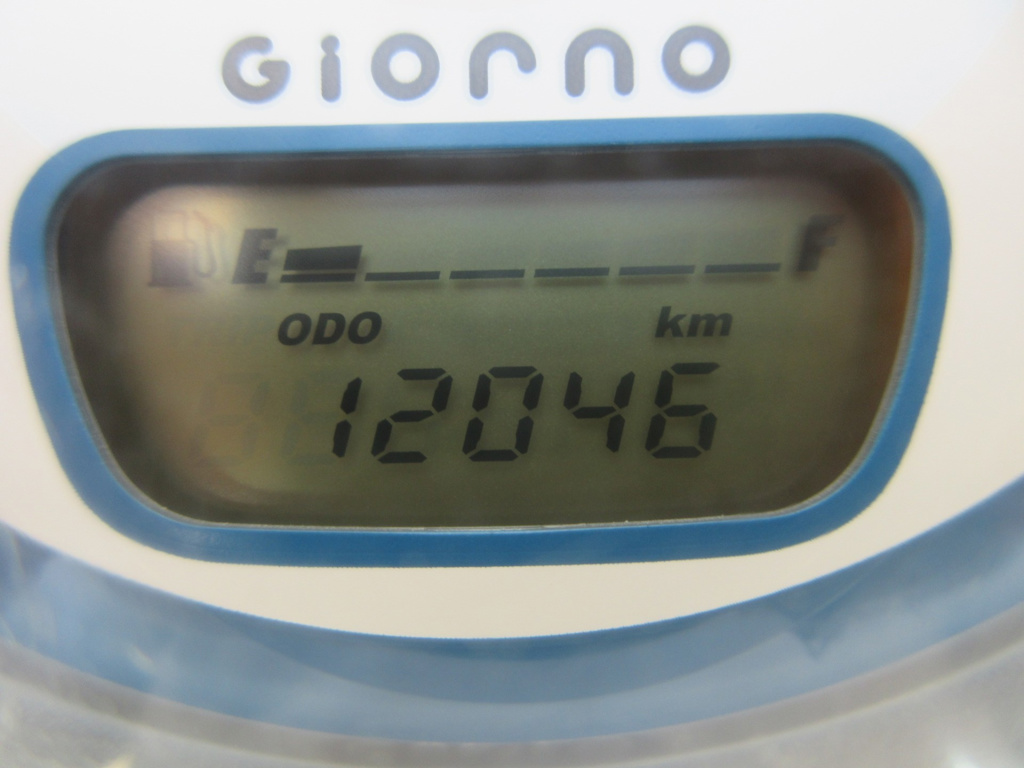 Giorno
E F
ODO km
12046